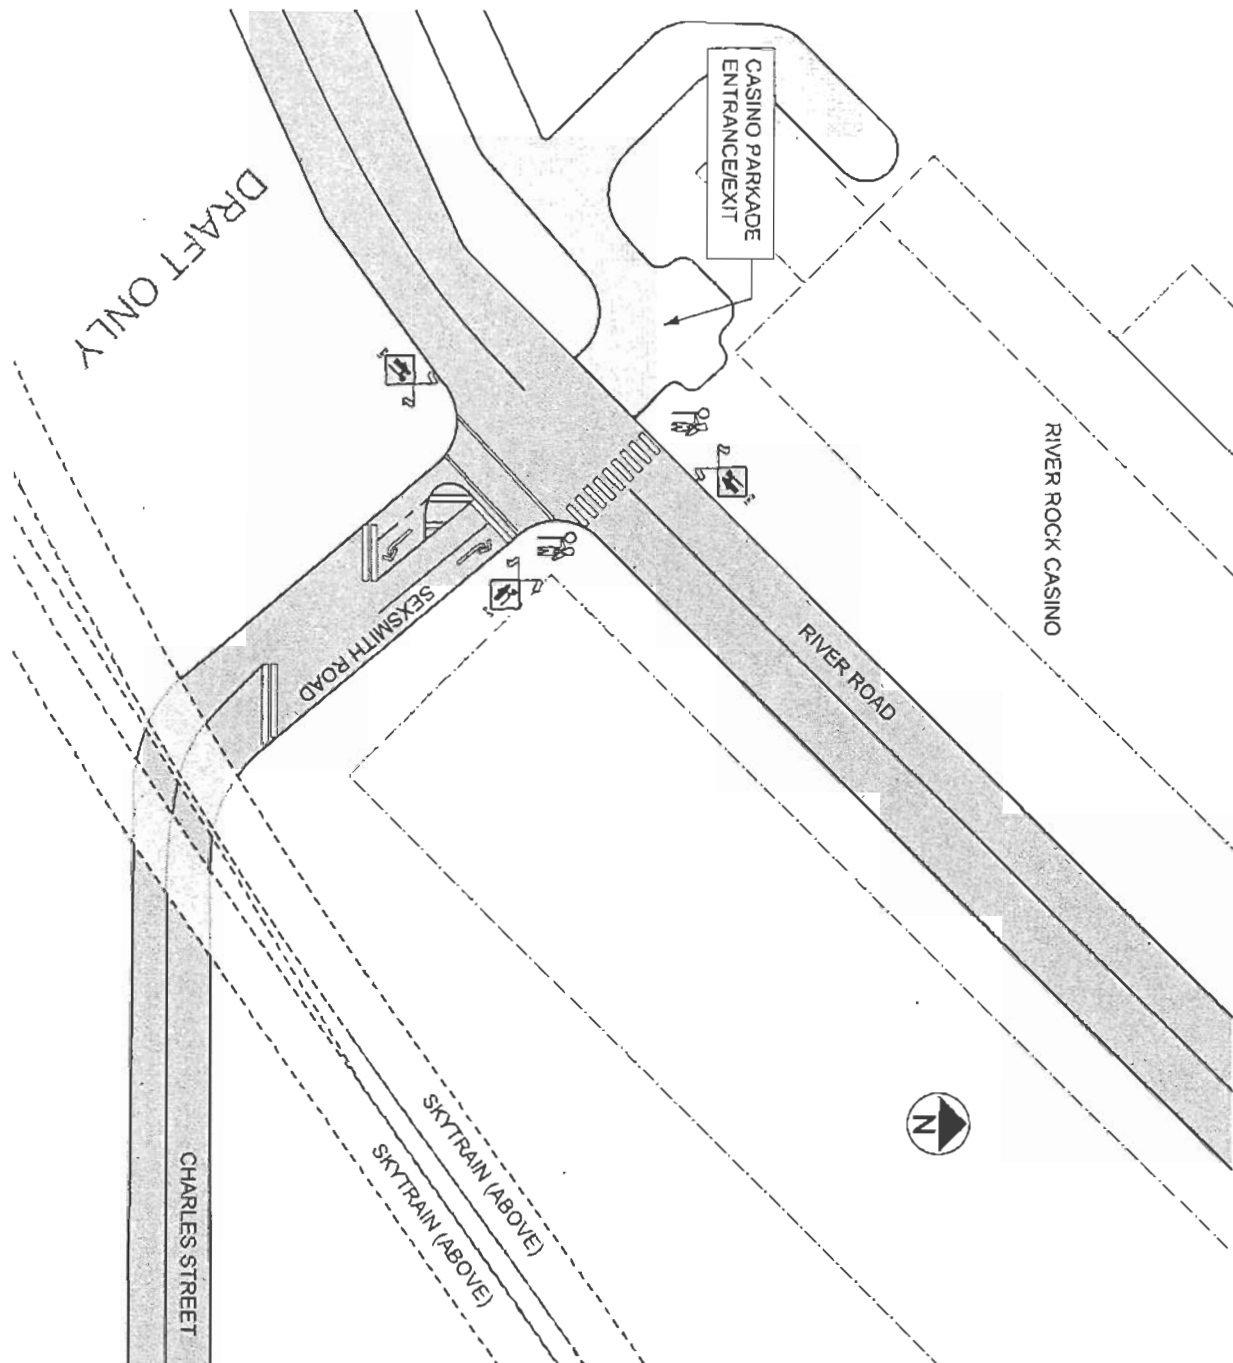 CASINO PARKADE
ENTRANCE/EXIT
DRAFT ONLY
RIVER ROCK CASINO
RIVER ROAD
SEXSMITH ROAD
N
SKYTRAIN (ABOVE)
SKYTRAIN (ABOVE)
CHARLES STREET